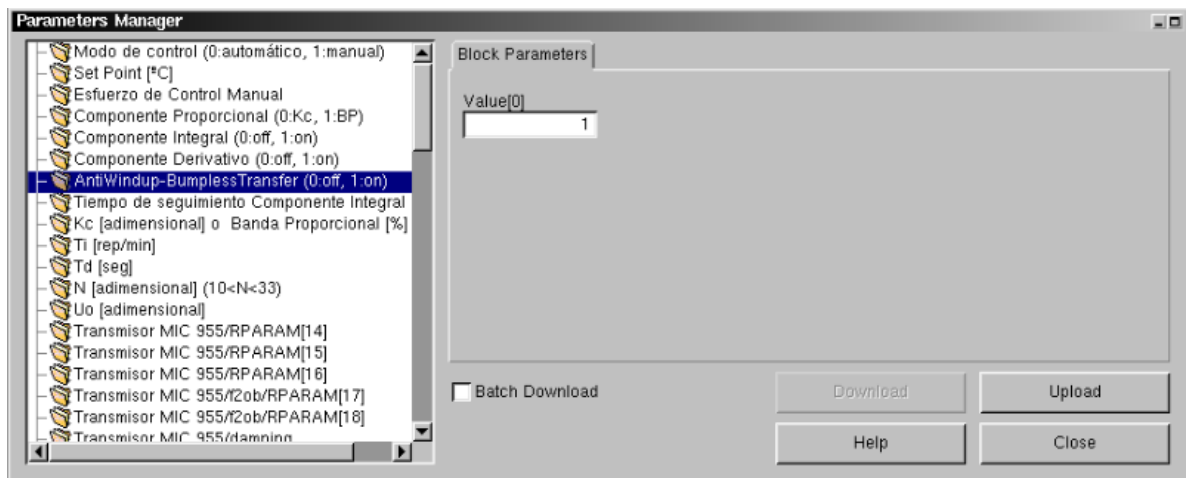 Parameters Manager
Modo de control (0:automático, 1:manual)
Set Point [ºC]
Esfuerzo de Control Manual
Componente Proporcional (0:Kc, 1:BP)
Componente Integral (0:off, 1:on)
Componente Derivativo (0:off, 1:on)
AntiWindup-BumplessTransfer (0:off, 1:on)
Tiempo de seguimiento Componente Integral
Kc [adimensional] o Banda Proporcional [%]
Ti [rep/min]
Td [seg]
N [adimensional] (10<N<33)
Uo [adimensional]
Transmisor MIC 955/RPARAM[14]
Transmisor MIC 955/RPARAM[15]
Transmisor MIC 955/RPARAM[16]
Transmisor MIC 955/f2ob/RPARAM[17]
Transmisor MIC 955/f2ob/RPARAM[18]
Transmisor MIC 955/damping
Block Parameters
Value[0]
1
Batch Download
Download
Upload
Help
Close